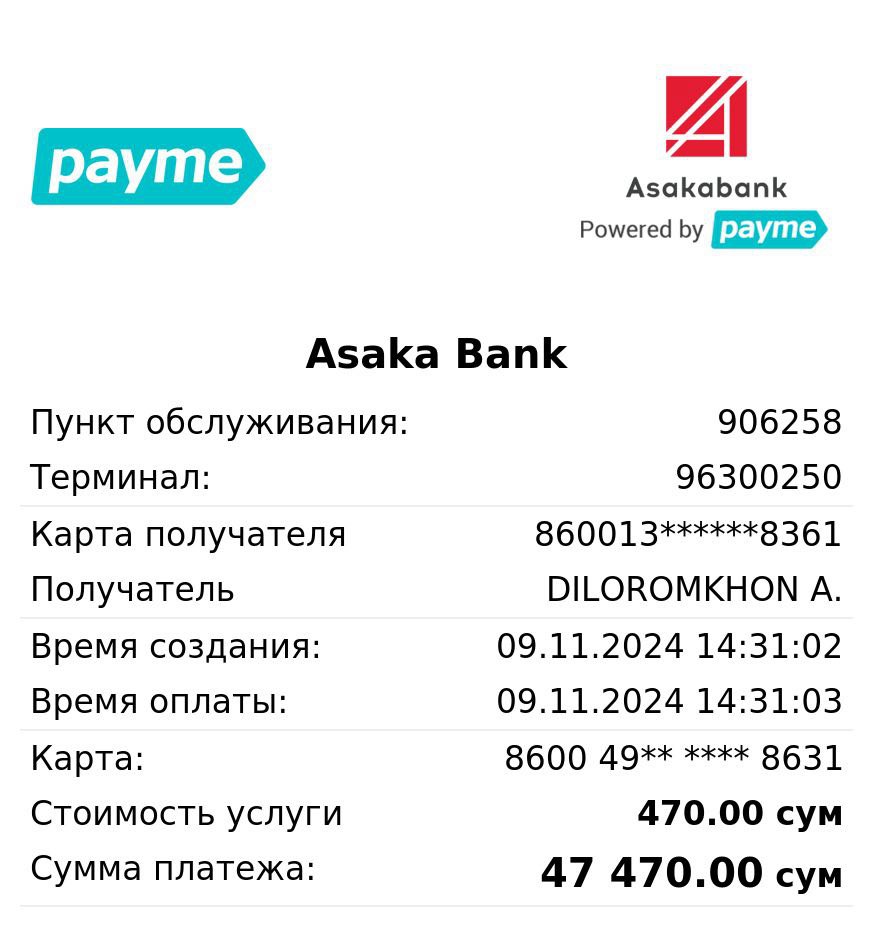 payme
Asakabank
Powered by payme
Asaka Bank
Пункт обслуживания: 906258
Терминал: 96300250
Карта получателя 860013******8361
Получатель DILOROMKHON A.
Время создания: 09.11.2024 14:31:02
Время оплаты: 09.11.2024 14:31:03
Карта: 8600 49** **** 8631
Стоимость услуги 470.00 сум
Сумма платежа: 47 470.00 сум